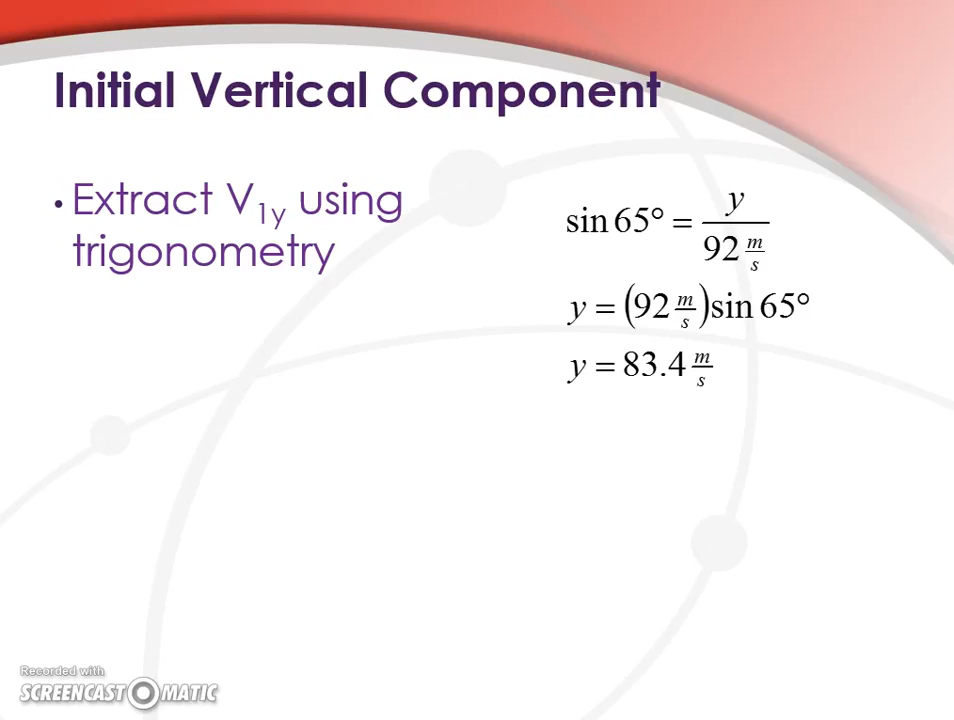 Initial Vertical Component
• Extract V₁y using
trigonometry
sin 65° = y / 92 m/s
y = (92 m/s) sin 65°
y = 83.4 m/s
Recorded with
SCREENCAST-O-MATIC